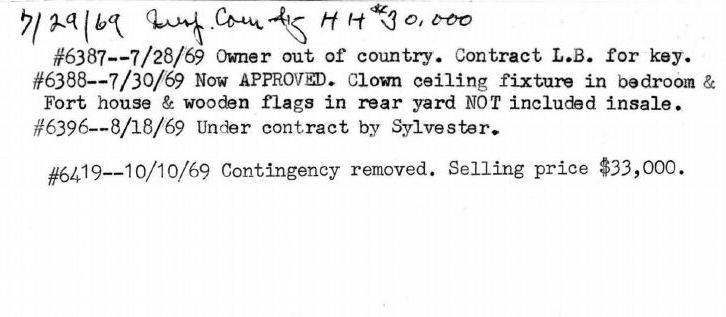 7/29/69 Com HH $30,000
#6387--7/28/69 Owner out of country. Contract L.B. for key.
#6388--7/30/69 Now APPROVED. Clown ceiling fixture in bedroom &
Fort house & wooden flags in rear yard NOT included insale.
#6396--8/18/69 Under contract by Sylvester.
#6419--10/10/69 Contingency removed. Selling price $33,000.